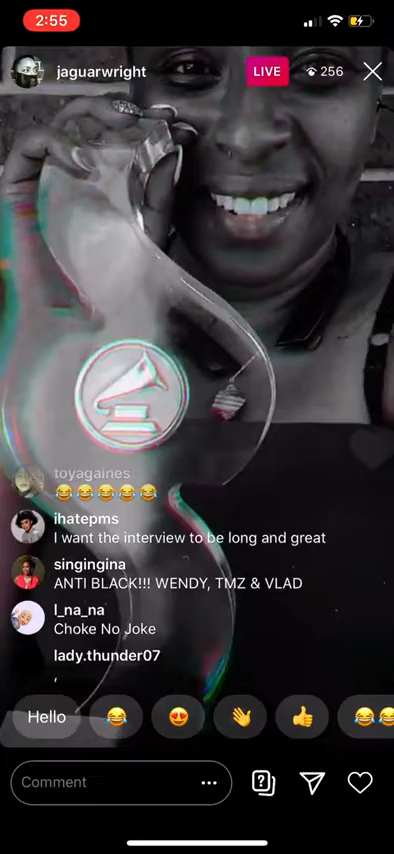 2:55
jaguarwright
LIVE
256
toyagaines
😂😂😂😂😂
ihatepms
I want the interview to be long and great
singingina
ANTI BLACK!!! WENDY, TMZ & VLAD
l_na_na
Choke No Joke
lady.thunder07
,
Hello 😂 😍 👋 👍 😂😂
Comment